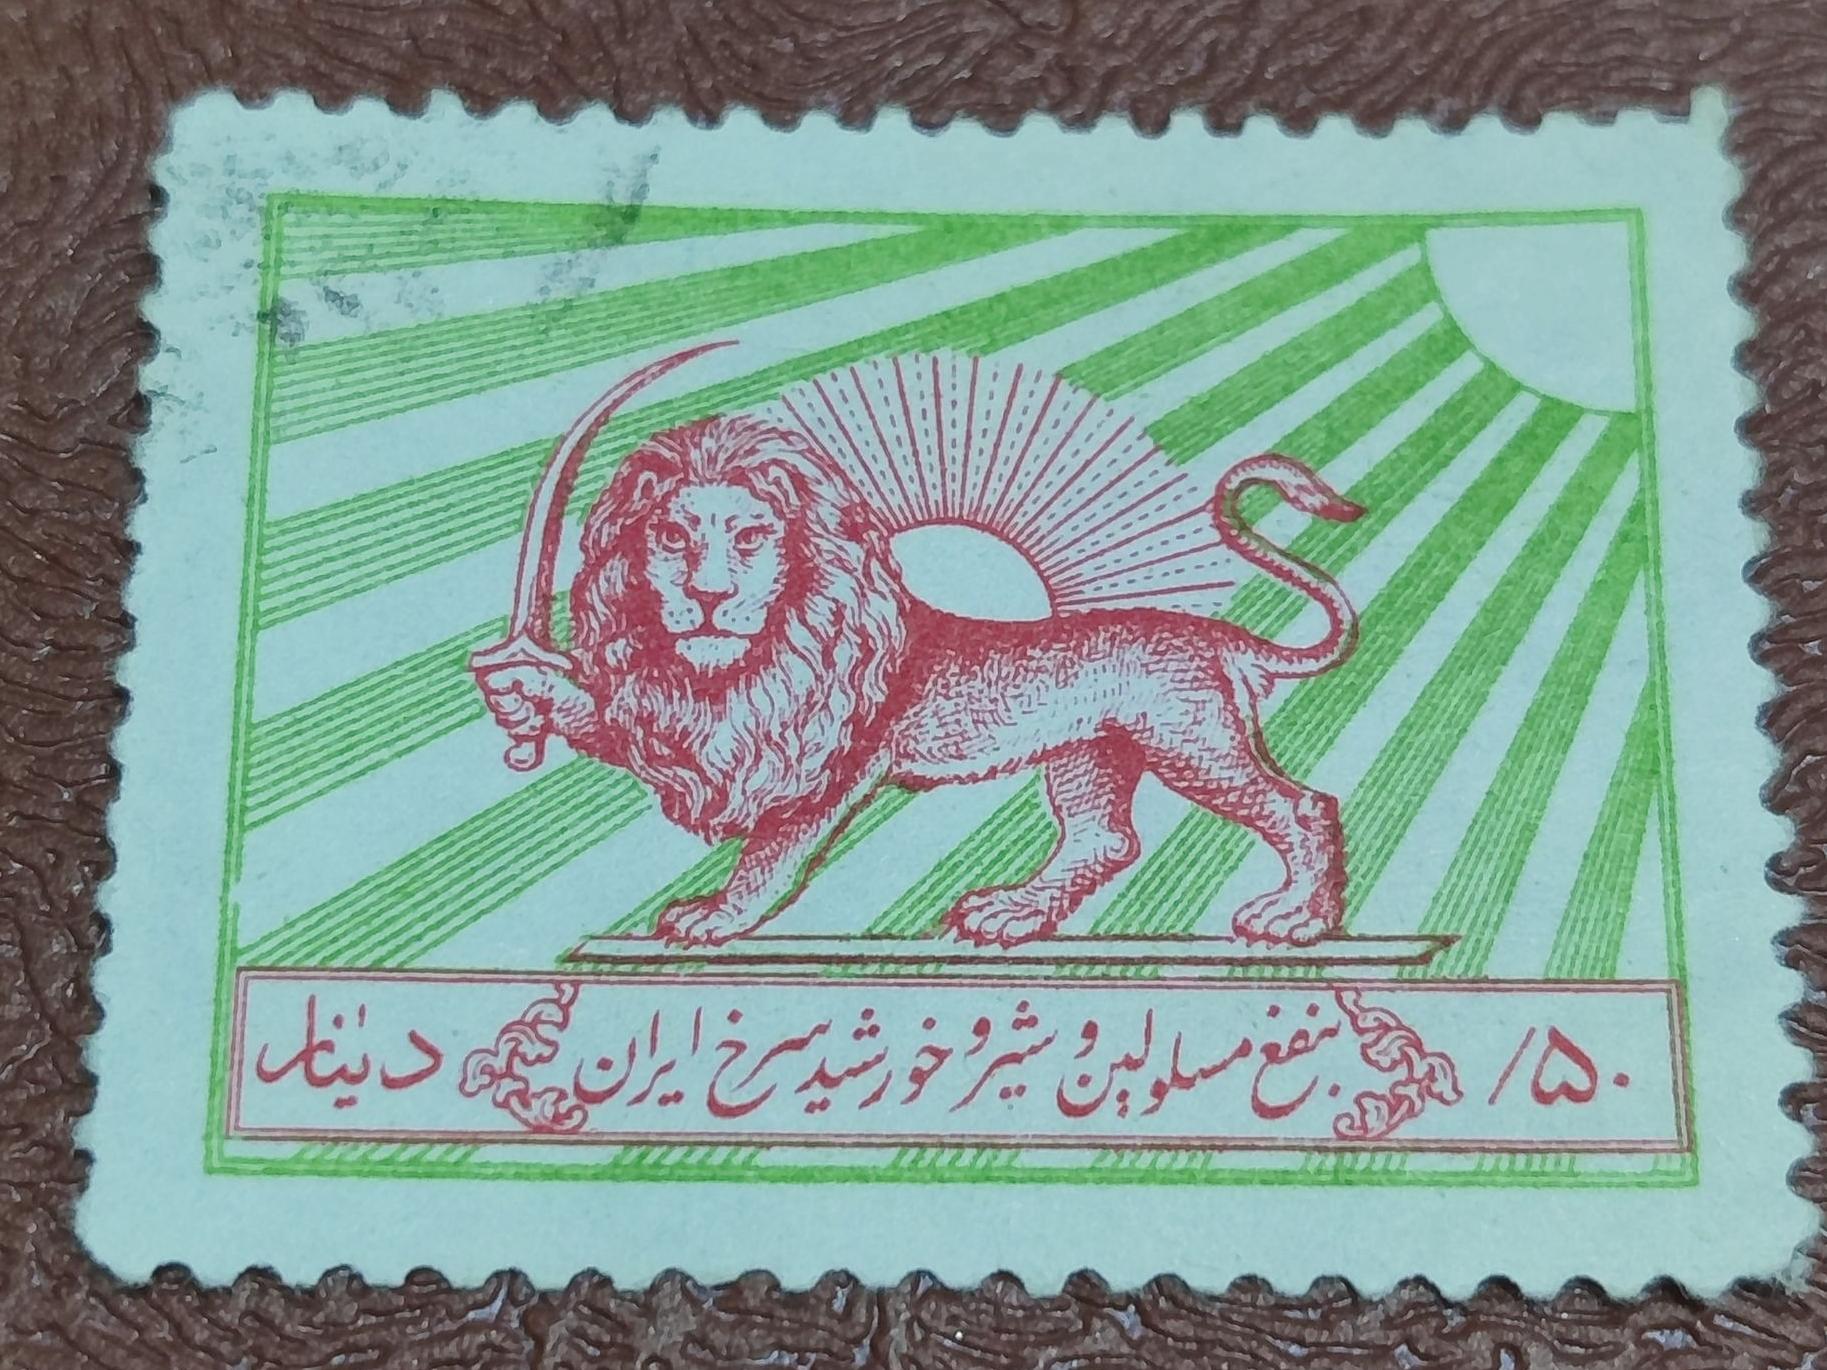 ۵۰/ بنفع مسلولین و شیر و خورشید سرخ ایران دینار